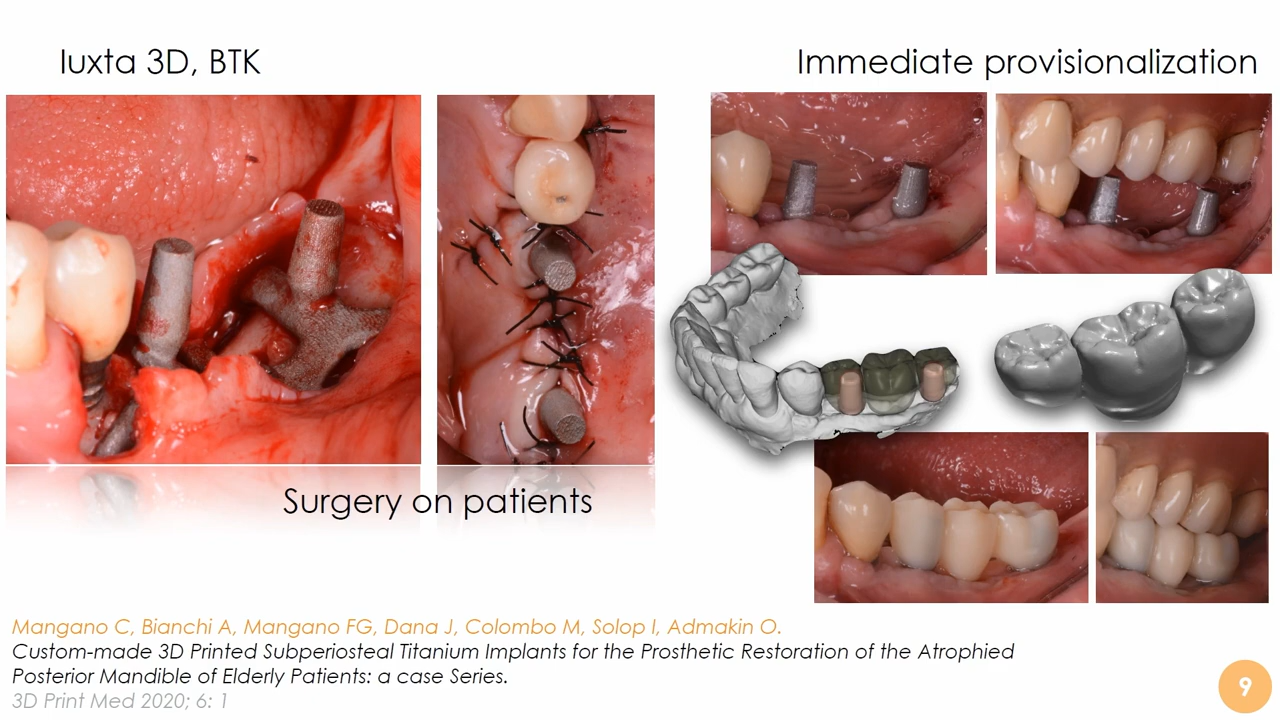 Iuxta 3D, BTK
Immediate provisionalization
Surgery on patients
Mangano C, Bianchi A, Mangano FG, Dana J, Colombo M, Solop I, Admakin O.
Custom-made 3D Printed Subperiosteal Titanium Implants for the Prosthetic Restoration of the Atrophied
Posterior Mandible of Elderly Patients: a case Series.
3D Print Med 2020; 6: 1
9